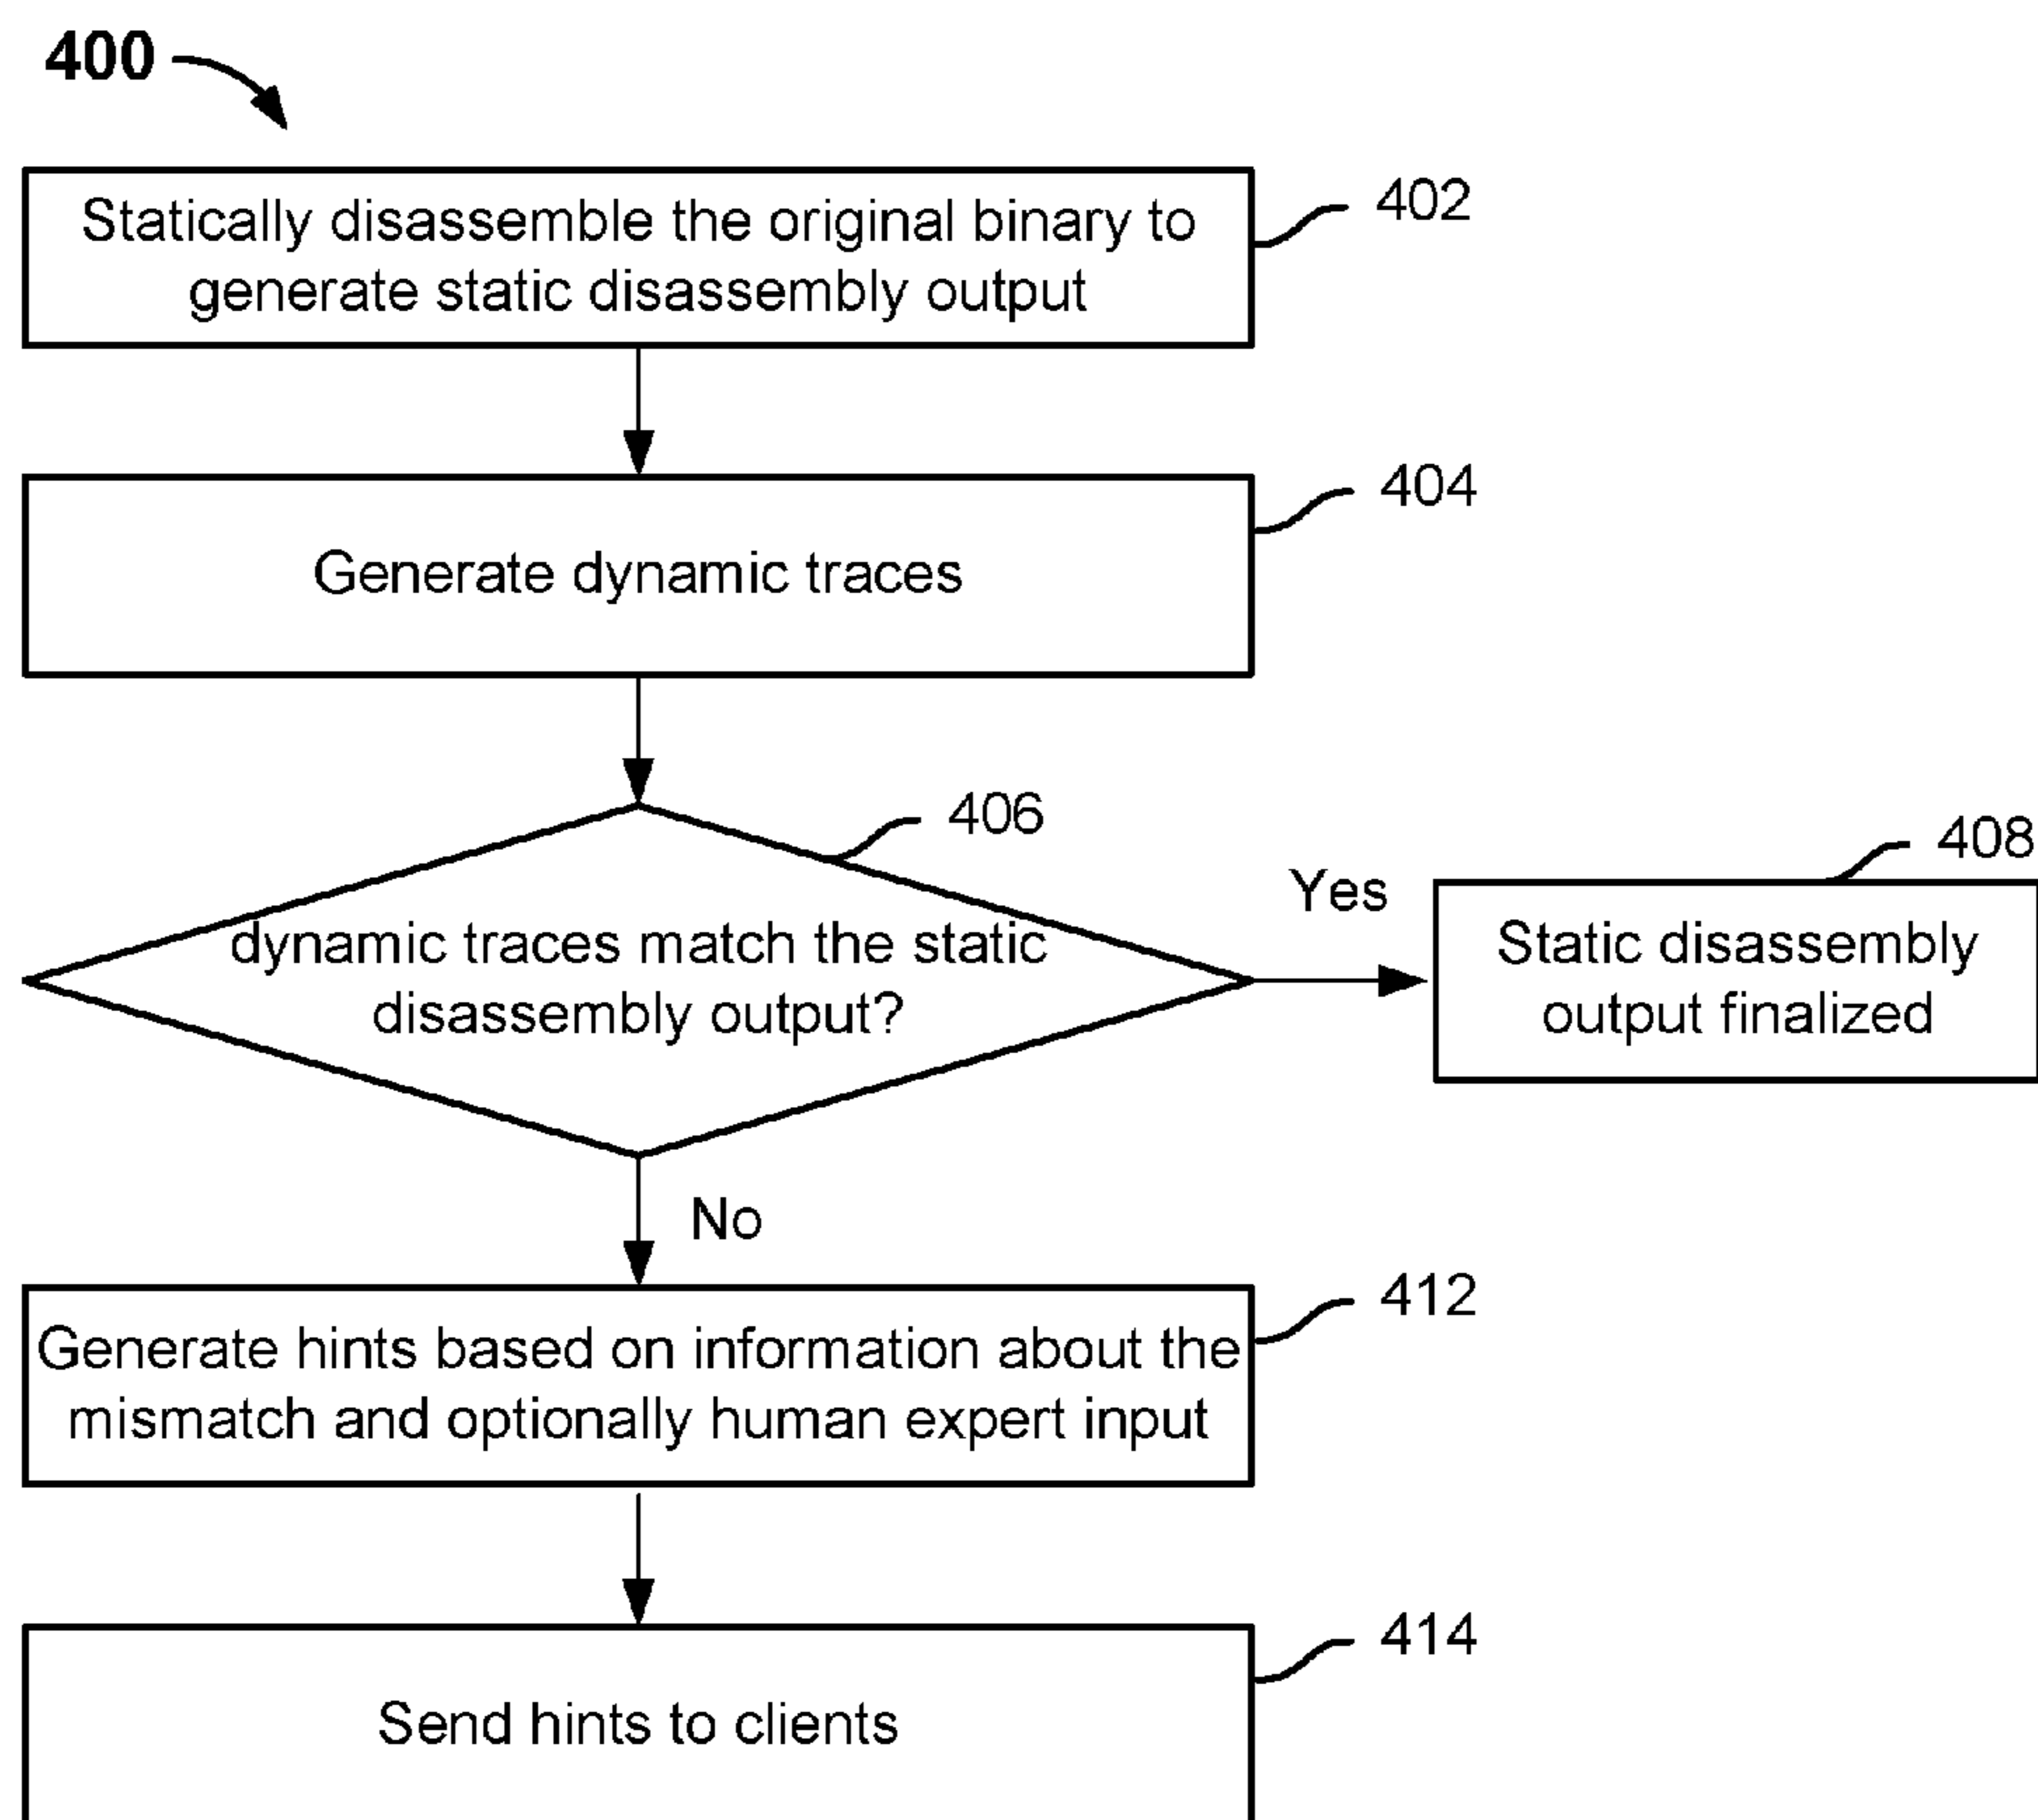 400
Statically disassemble the original binary to
generate static disassembly output
402
Generate dynamic traces
404
dynamic traces match the static
disassembly output?
406
Yes
408
Static disassembly
output finalized
No
Generate hints based on information about the
mismatch and optionally human expert input
412
Send hints to clients
414